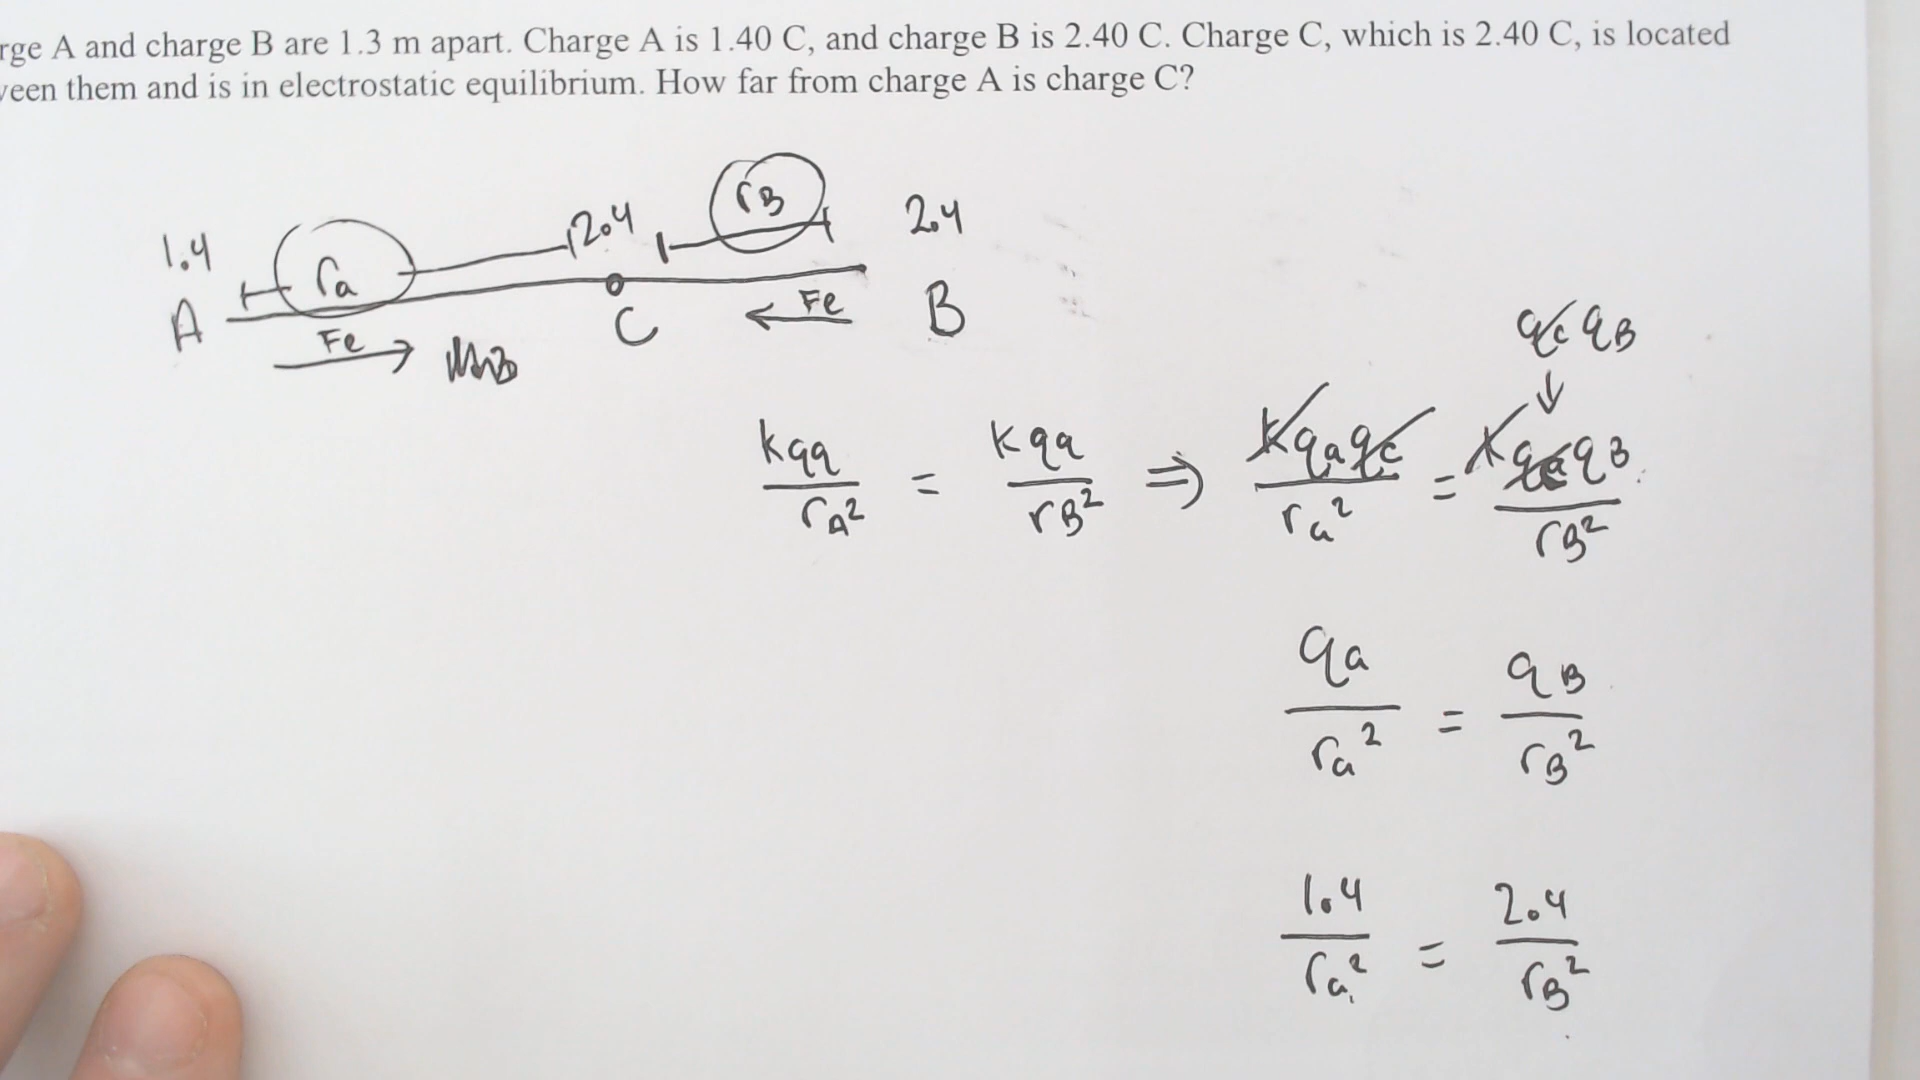 rge A and charge B are 1.3 m apart. Charge A is 1.40 C, and charge B is 2.40 C. Charge C, which is 2.40 C, is located
veen them and is in electrostatic equilibrium. How far from charge A is charge C?
1.4 ra 2.4 rB 2.4
A C B
Fe Fe
qc qB
kqq/rA² = kqq/rB² ⇒ kqaqc/ra² = kqcqB/rB²
qa/ra² = qB/rB²
1.4/ra² = 2.4/rB²